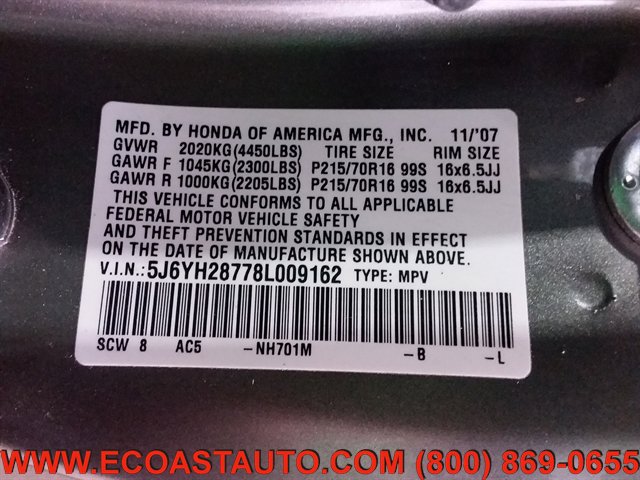 MFD. BY HONDA OF AMERICA MFG., INC. 11/'07
GVWR 2020KG(4450LBS) TIRE SIZE RIM SIZE
GAWR F 1045KG(2300LBS) P215/70R16 99S 16x6.5JJ
GAWR R 1000KG(2205LBS) P215/70R16 99S 16x6.5JJ
THIS VEHICLE CONFORMS TO ALL APPLICABLE
FEDERAL MOTOR VEHICLE SAFETY
AND THEFT PREVENTION STANDARDS IN EFFECT
ON THE DATE OF MANUFACTURE SHOWN ABOVE.
V.I.N.:5J6YH28778L009162 TYPE: MPV
SCW 8 AC5 -NH701M -B -L
WWW.ECOASTAUTO.COM (800) 869-0655